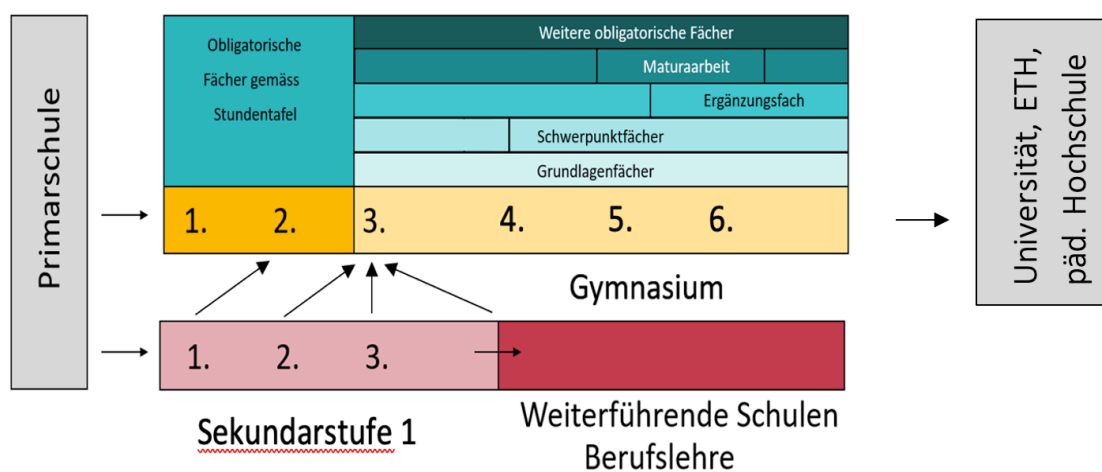 Primarschule
Obligatorische
Fächer gemäss
Stundentafel
Weitere obligatorische Fächer
Maturaarbeit
Ergänzungsfach
Schwerpunktfächer
Grundlagenfächer
1. 2. 3. 4. 5. 6.
Gymnasium
1. 2. 3.
Sekundarstufe 1
Weiterführende Schulen
Berufslehre
Universität, ETH,
päd. Hochschule